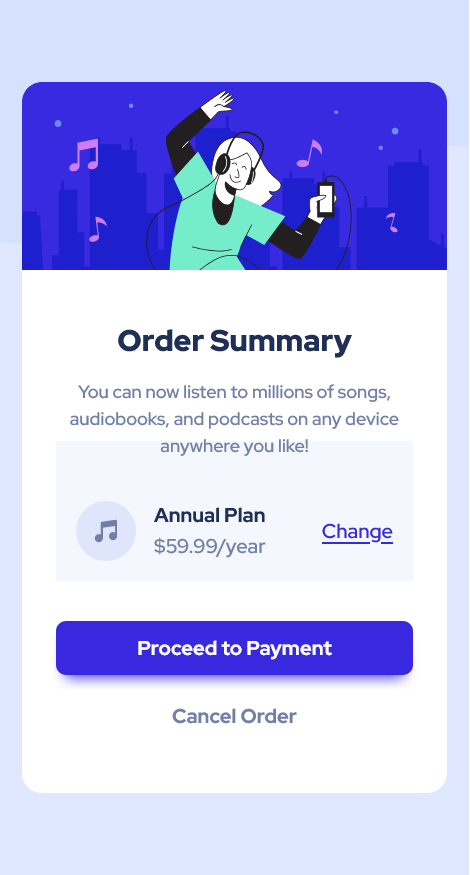 Order Summary
You can now listen to millions of songs,
audiobooks, and podcasts on any device
anywhere you like!
Annual Plan
$59.99/year
Change
Proceed to Payment
Cancel Order